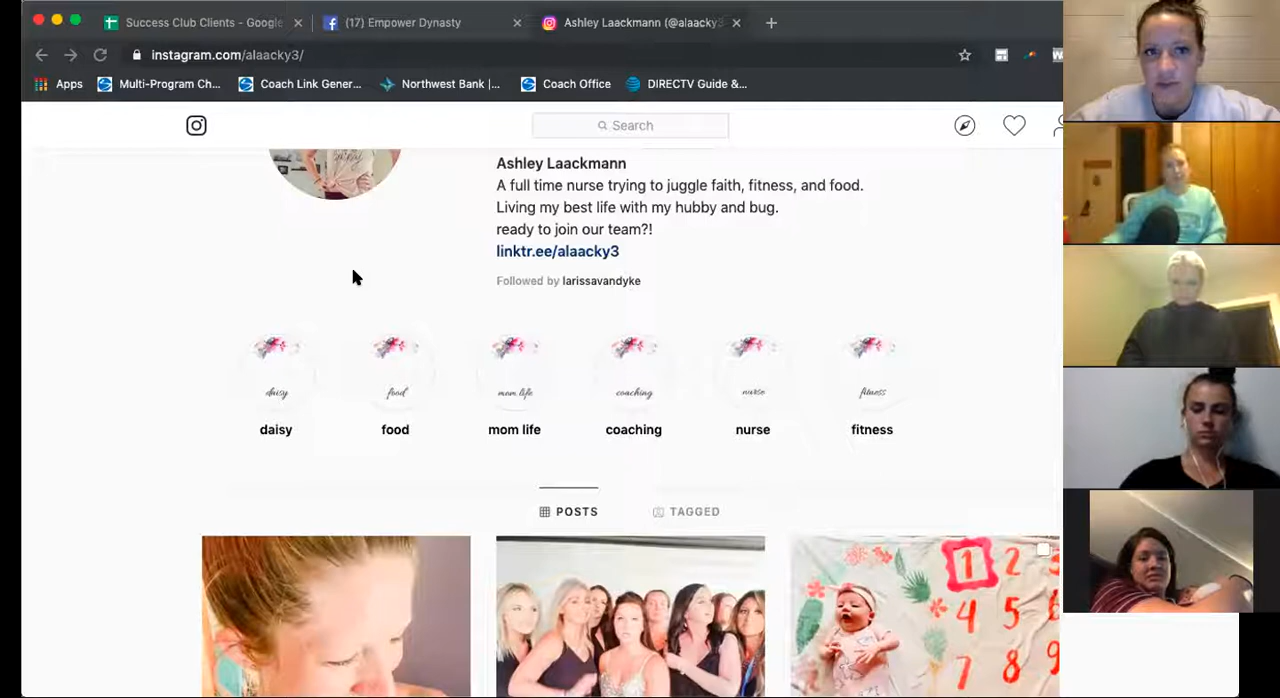 Success Club Clients - Google
(17) Empower Dynasty
Ashley Laackmann (@alaacky3
instagram.com/alaacky3/
Apps
Multi-Program Ch...
Coach Link Gener...
Northwest Bank |...
Coach Office
DIRECTV Guide &...
Search
Ashley Laackmann
A full time nurse trying to juggle faith, fitness, and food.
Living my best life with my hubby and bug.
ready to join our team?!
linktr.ee/alaacky3
Followed by larissavandyke
daisy
food
mom life
coaching
nurse
fitness
daisy
food
mom life
coaching
nurse
fitness
POSTS
TAGGED
1 2 3
4 5 6
7 8 9